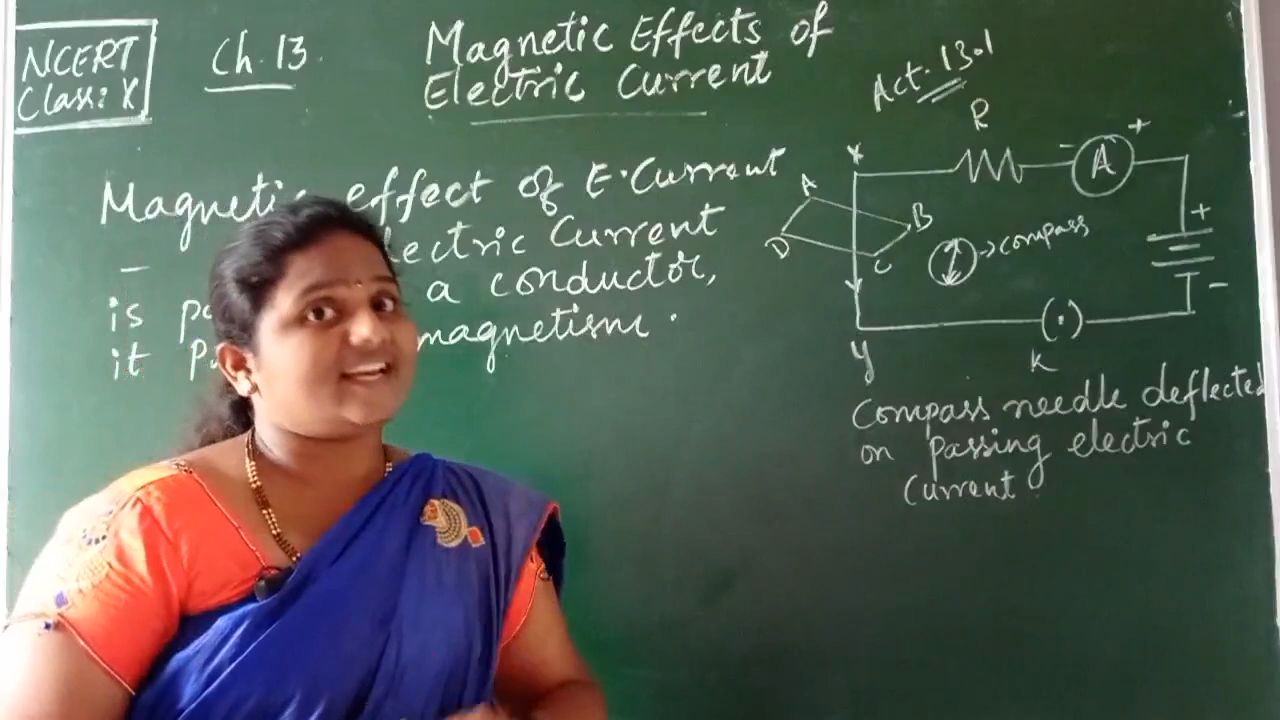 NCERT
Class: X
Ch. 13.
Magnetic Effects of
Electric Current
Magnetic effect of E. Current
– lectric Current
is a conductor,
it magnetism.
Act. 13.1
R
- A +
X
A
B
D
C
→ compass
+
-
Y
K
Compass needle deflected
on passing electric
Current.